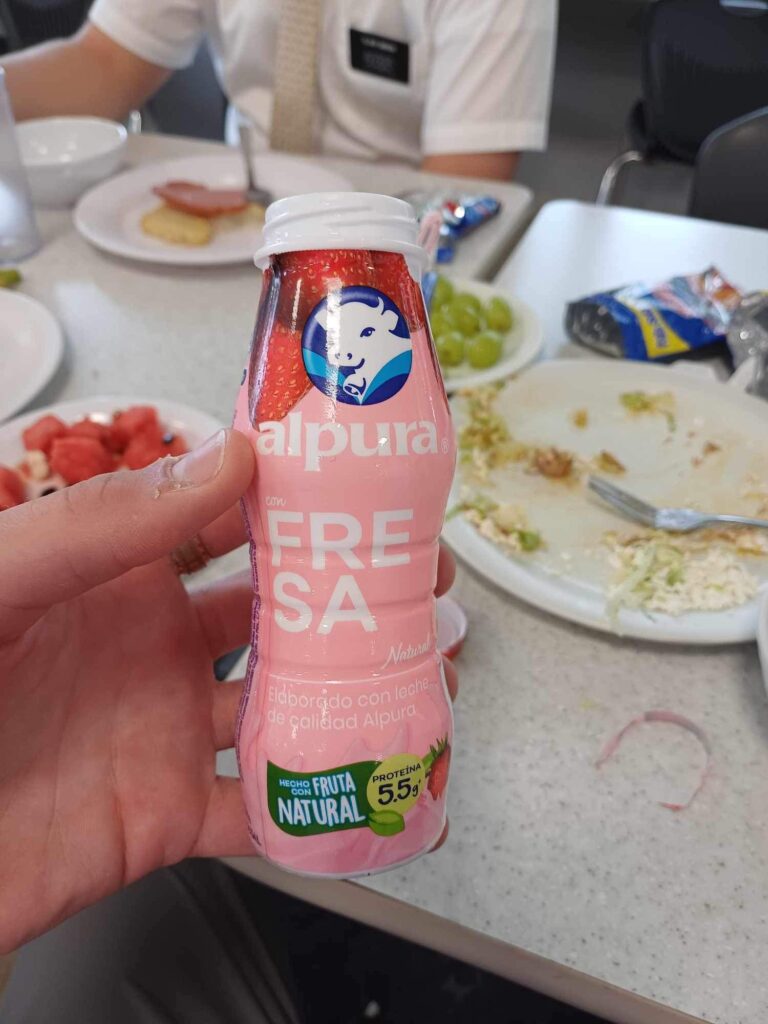 alpura®
con
FRE
SA
Natural
Elaborado con leche
de calidad Alpura
HECHO
CON FRUTA
NATURAL
PROTEÍNA
5.5g